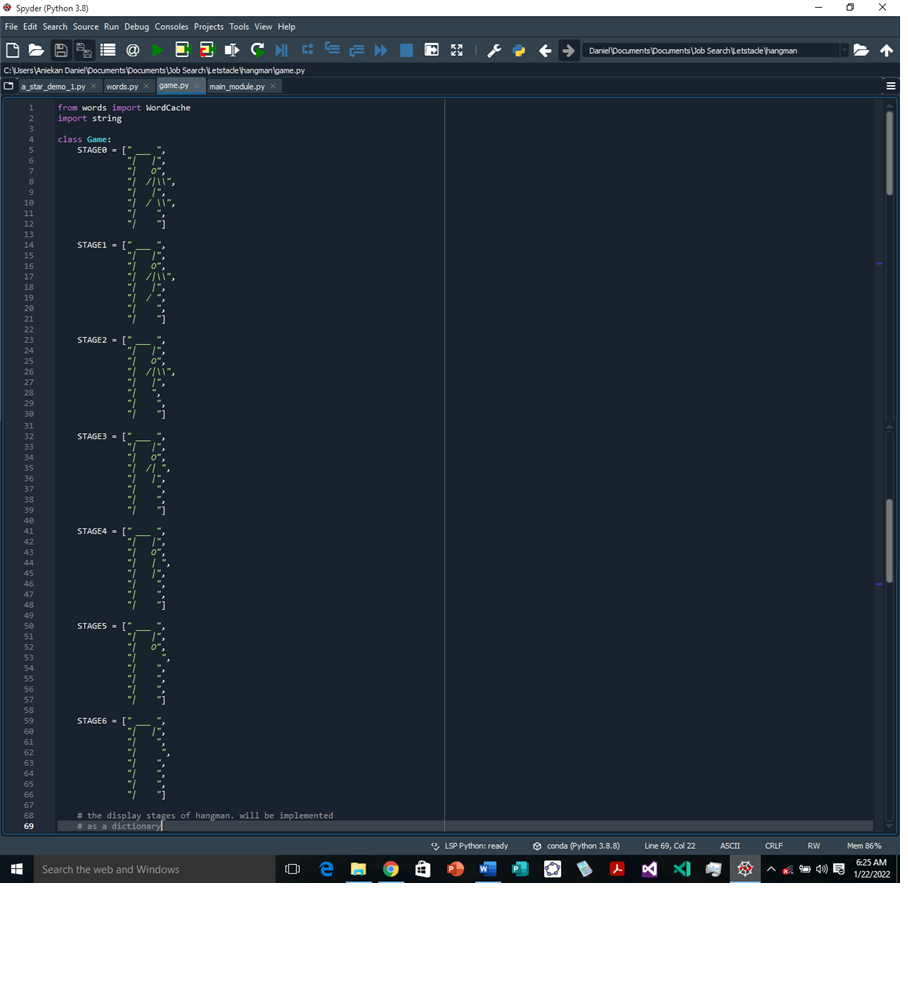 Spyder (Python 3.8)
File Edit Search Source Run Debug Consoles Projects Tools View Help
Daniel\Documents\Documents\Job Search\Letstacle\hangman
C:\Users\Aniekan Daniel\Documents\Documents\Job Search\Letstacle\hangman\game.py
a_star_demo_1.py words.py game.py main_module.py
1 from words import WordCache
2 import string
3
4 class Game:
5     STAGE0 = [" ___ ",
6               "|   |",
7               "|   O",
8               "|  /|\\",
9               "|   |",
10               "|  / \\",
11               "|    ",
12               "|    "]
13
14     STAGE1 = [" ___ ",
15               "|   |",
16               "|   O",
17               "|  /|\\",
18               "|   |",
19               "|  / ",
20               "|    ",
21               "|    "]
22
23     STAGE2 = [" ___ ",
24               "|   |",
25               "|   O",
26               "|  /|\\",
27               "|   |",
28               "|   ",
29               "|    ",
30               "|    "]
31
32     STAGE3 = [" ___ ",
33               "|   |",
34               "|   O",
35               "|  /| ",
36               "|   |",
37               "|    ",
38               "|    ",
39               "|    "]
40
41     STAGE4 = [" ___ ",
42               "|   |",
43               "|   O",
44               "|   | ",
45               "|   |",
46               "|    ",
47               "|    ",
48               "|    "]
49
50     STAGE5 = [" ___ ",
51               "|   |",
52               "|   O",
53               "|     ",
54               "|    ",
55               "|    ",
56               "|    ",
57               "|    "]
58
59     STAGE6 = [" ___ ",
60               "|   |",
61               "|    ",
62               "|     ",
63               "|    ",
64               "|    ",
65               "|    ",
66               "|    "]
67
68     # the display stages of hangman. will be implemented
69     # as a dictionary
LSP Python: ready conda (Python 3.8.8) Line 69, Col 22 ASCII CRLF RW Mem 86%
Search the web and Windows
6:25 AM
1/22/2022